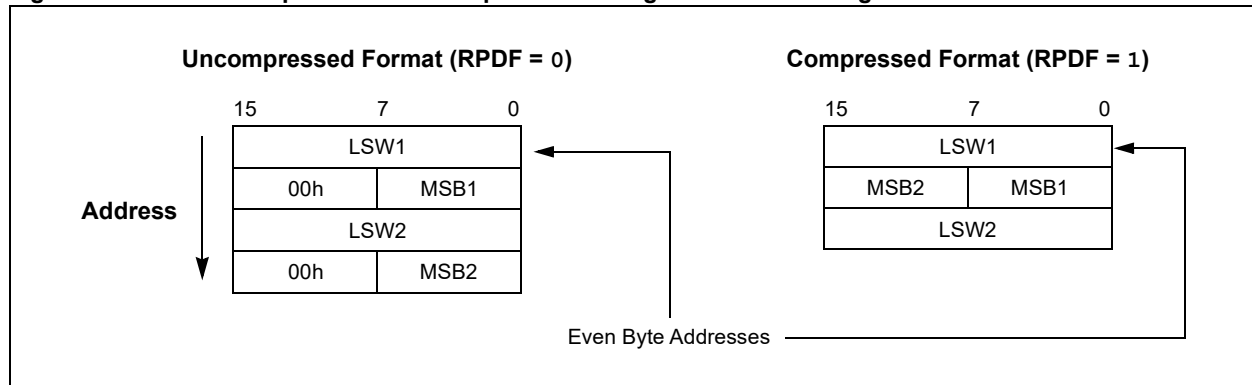 Uncompressed Format (RPDF = 0)
15 7 0
LSW1
00h MSB1
LSW2
00h MSB2
Address
Compressed Format (RPDF = 1)
15 7 0
LSW1
MSB2 MSB1
LSW2
Even Byte Addresses